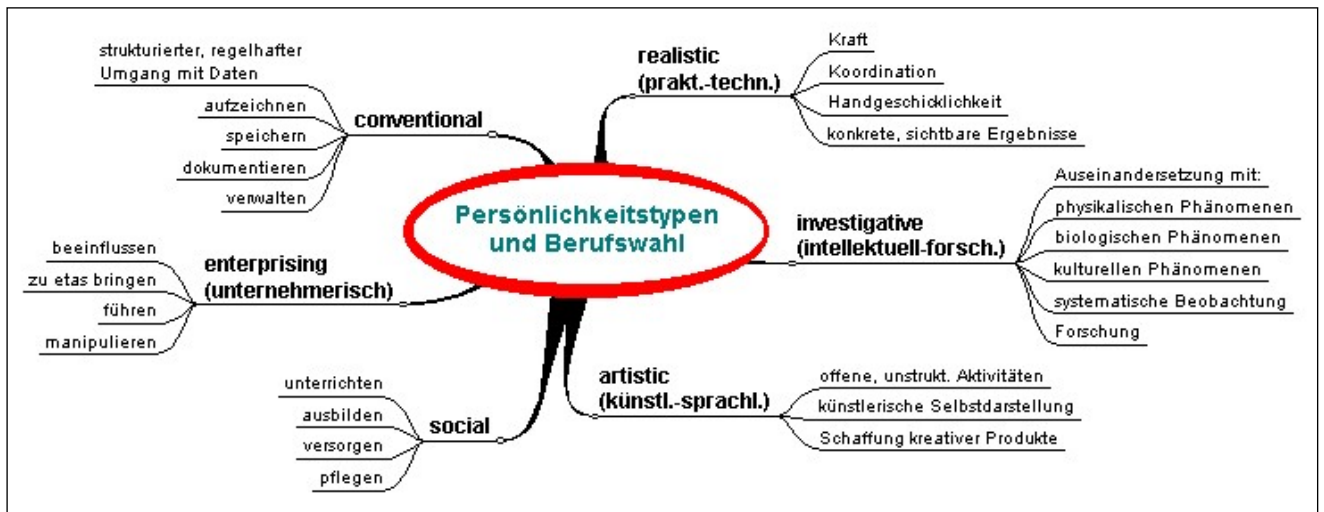 Persönlichkeitstypen
und Berufswahl
realistic
(prakt.-techn.)
Kraft
Koordination
Handgeschicklichkeit
konkrete, sichtbare Ergebnisse
investigative
(intellektuell-forsch.)
Auseinandersetzung mit:
physikalischen Phänomenen
biologischen Phänomenen
kulturellen Phänomenen
systematische Beobachtung
Forschung
artistic
(künstl.-sprachl.)
offene, unstrukt. Aktivitäten
künstlerische Selbstdarstellung
Schaffung kreativer Produkte
social
unterrichten
ausbilden
versorgen
pflegen
enterprising
(unternehmerisch)
beeinflussen
zu etas bringen
führen
manipulieren
conventional
strukturierter, regelhafter
Umgang mit Daten
aufzeichnen
speichern
dokumentieren
verwalten